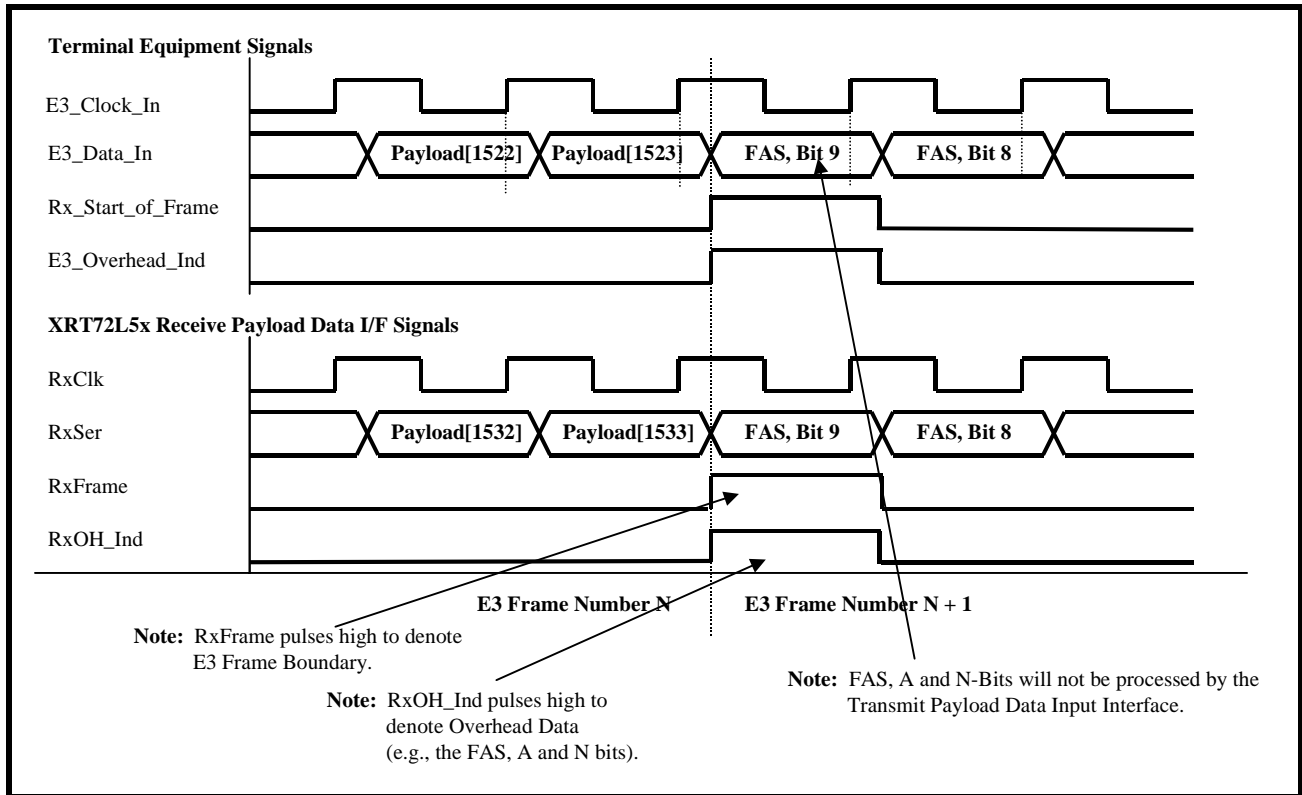 Terminal Equipment Signals
E3_Clock_In
E3_Data_In
Payload[1522]
Payload[1523]
FAS, Bit 9
FAS, Bit 8
Rx_Start_of_Frame
E3_Overhead_Ind
XRT72L5x Receive Payload Data I/F Signals
RxClk
RxSer
Payload[1532]
Payload[1533]
FAS, Bit 9
FAS, Bit 8
RxFrame
RxOH_Ind
E3 Frame Number N
E3 Frame Number N + 1
Note: RxFrame pulses high to denote
E3 Frame Boundary.
Note: RxOH_Ind pulses high to
denote Overhead Data
(e.g., the FAS, A and N bits).
Note: FAS, A and N-Bits will not be processed by the
Transmit Payload Data Input Interface.